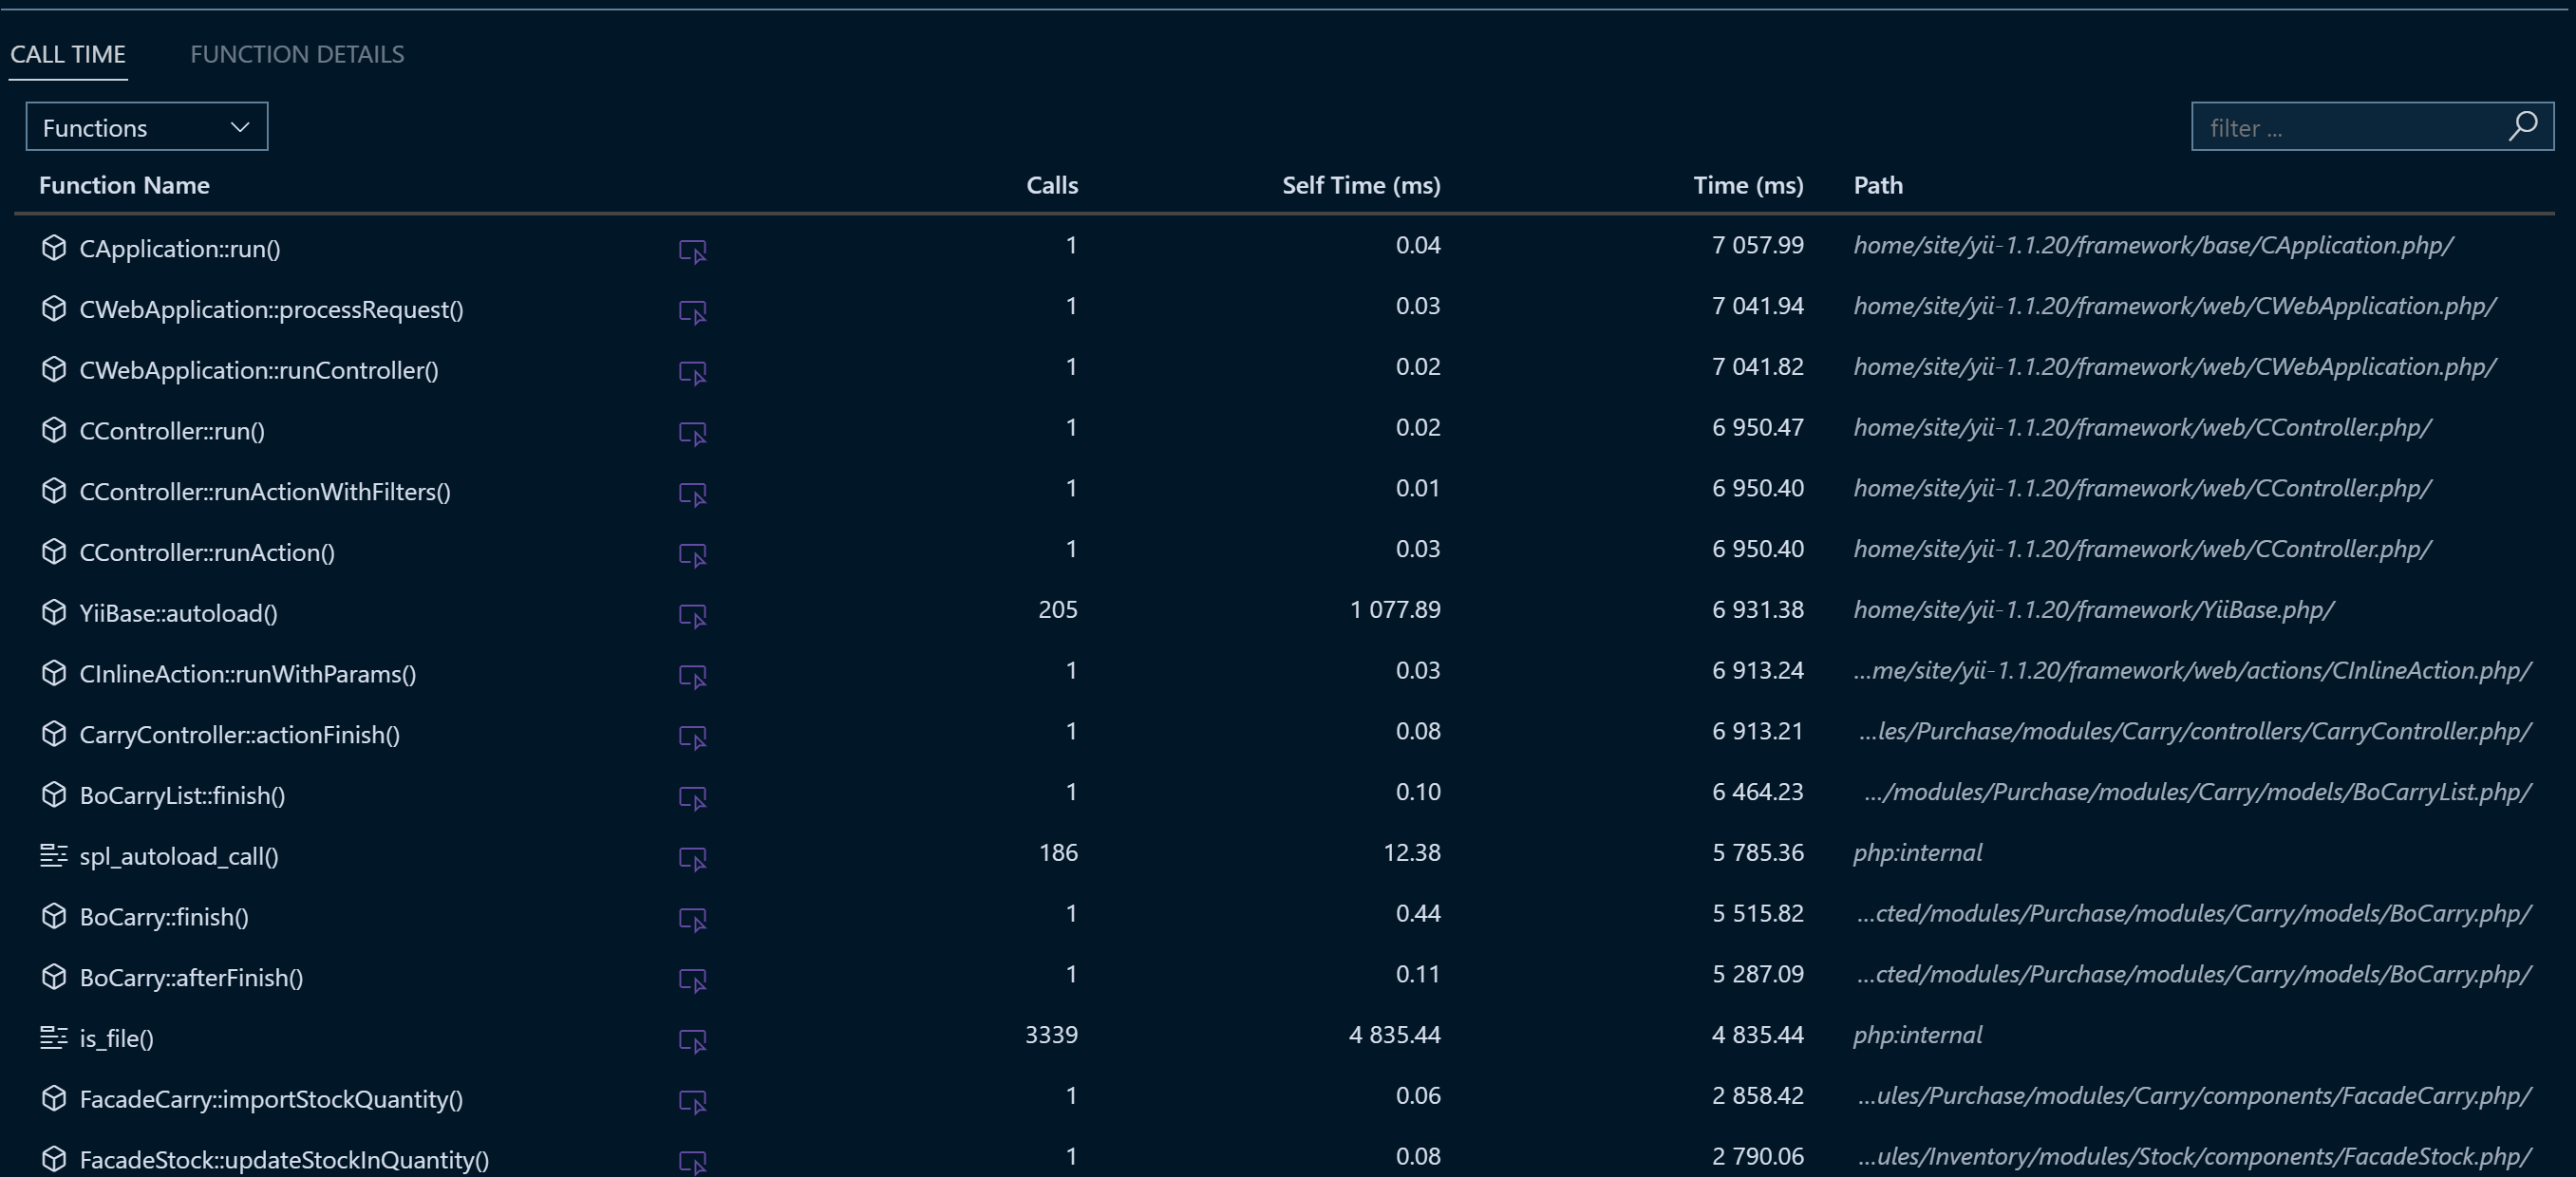 CALL TIME FUNCTION DETAILS
Functions filter ...
Function Name Calls Self Time (ms) Time (ms) Path
CApplication::run() 1 0.04 7 057.99 home/site/yii-1.1.20/framework/base/CApplication.php/
CWebApplication::processRequest() 1 0.03 7 041.94 home/site/yii-1.1.20/framework/web/CWebApplication.php/
CWebApplication::runController() 1 0.02 7 041.82 home/site/yii-1.1.20/framework/web/CWebApplication.php/
CController::run() 1 0.02 6 950.47 home/site/yii-1.1.20/framework/web/CController.php/
CController::runActionWithFilters() 1 0.01 6 950.40 home/site/yii-1.1.20/framework/web/CController.php/
CController::runAction() 1 0.03 6 950.40 home/site/yii-1.1.20/framework/web/CController.php/
YiiBase::autoload() 205 1 077.89 6 931.38 home/site/yii-1.1.20/framework/YiiBase.php/
CInlineAction::runWithParams() 1 0.03 6 913.24 ...me/site/yii-1.1.20/framework/web/actions/CInlineAction.php/
CarryController::actionFinish() 1 0.08 6 913.21 ...les/Purchase/modules/Carry/controllers/CarryController.php/
BoCarryList::finish() 1 0.10 6 464.23 .../modules/Purchase/modules/Carry/models/BoCarryList.php/
spl_autoload_call() 186 12.38 5 785.36 php:internal
BoCarry::finish() 1 0.44 5 515.82 ...cted/modules/Purchase/modules/Carry/models/BoCarry.php/
BoCarry::afterFinish() 1 0.11 5 287.09 ...cted/modules/Purchase/modules/Carry/models/BoCarry.php/
is_file() 3339 4 835.44 4 835.44 php:internal
FacadeCarry::importStockQuantity() 1 0.06 2 858.42 ...ules/Purchase/modules/Carry/components/FacadeCarry.php/
FacadeStock::updateStockInQuantity() 1 0.08 2 790.06 ...ules/Inventory/modules/Stock/components/FacadeStock.php/